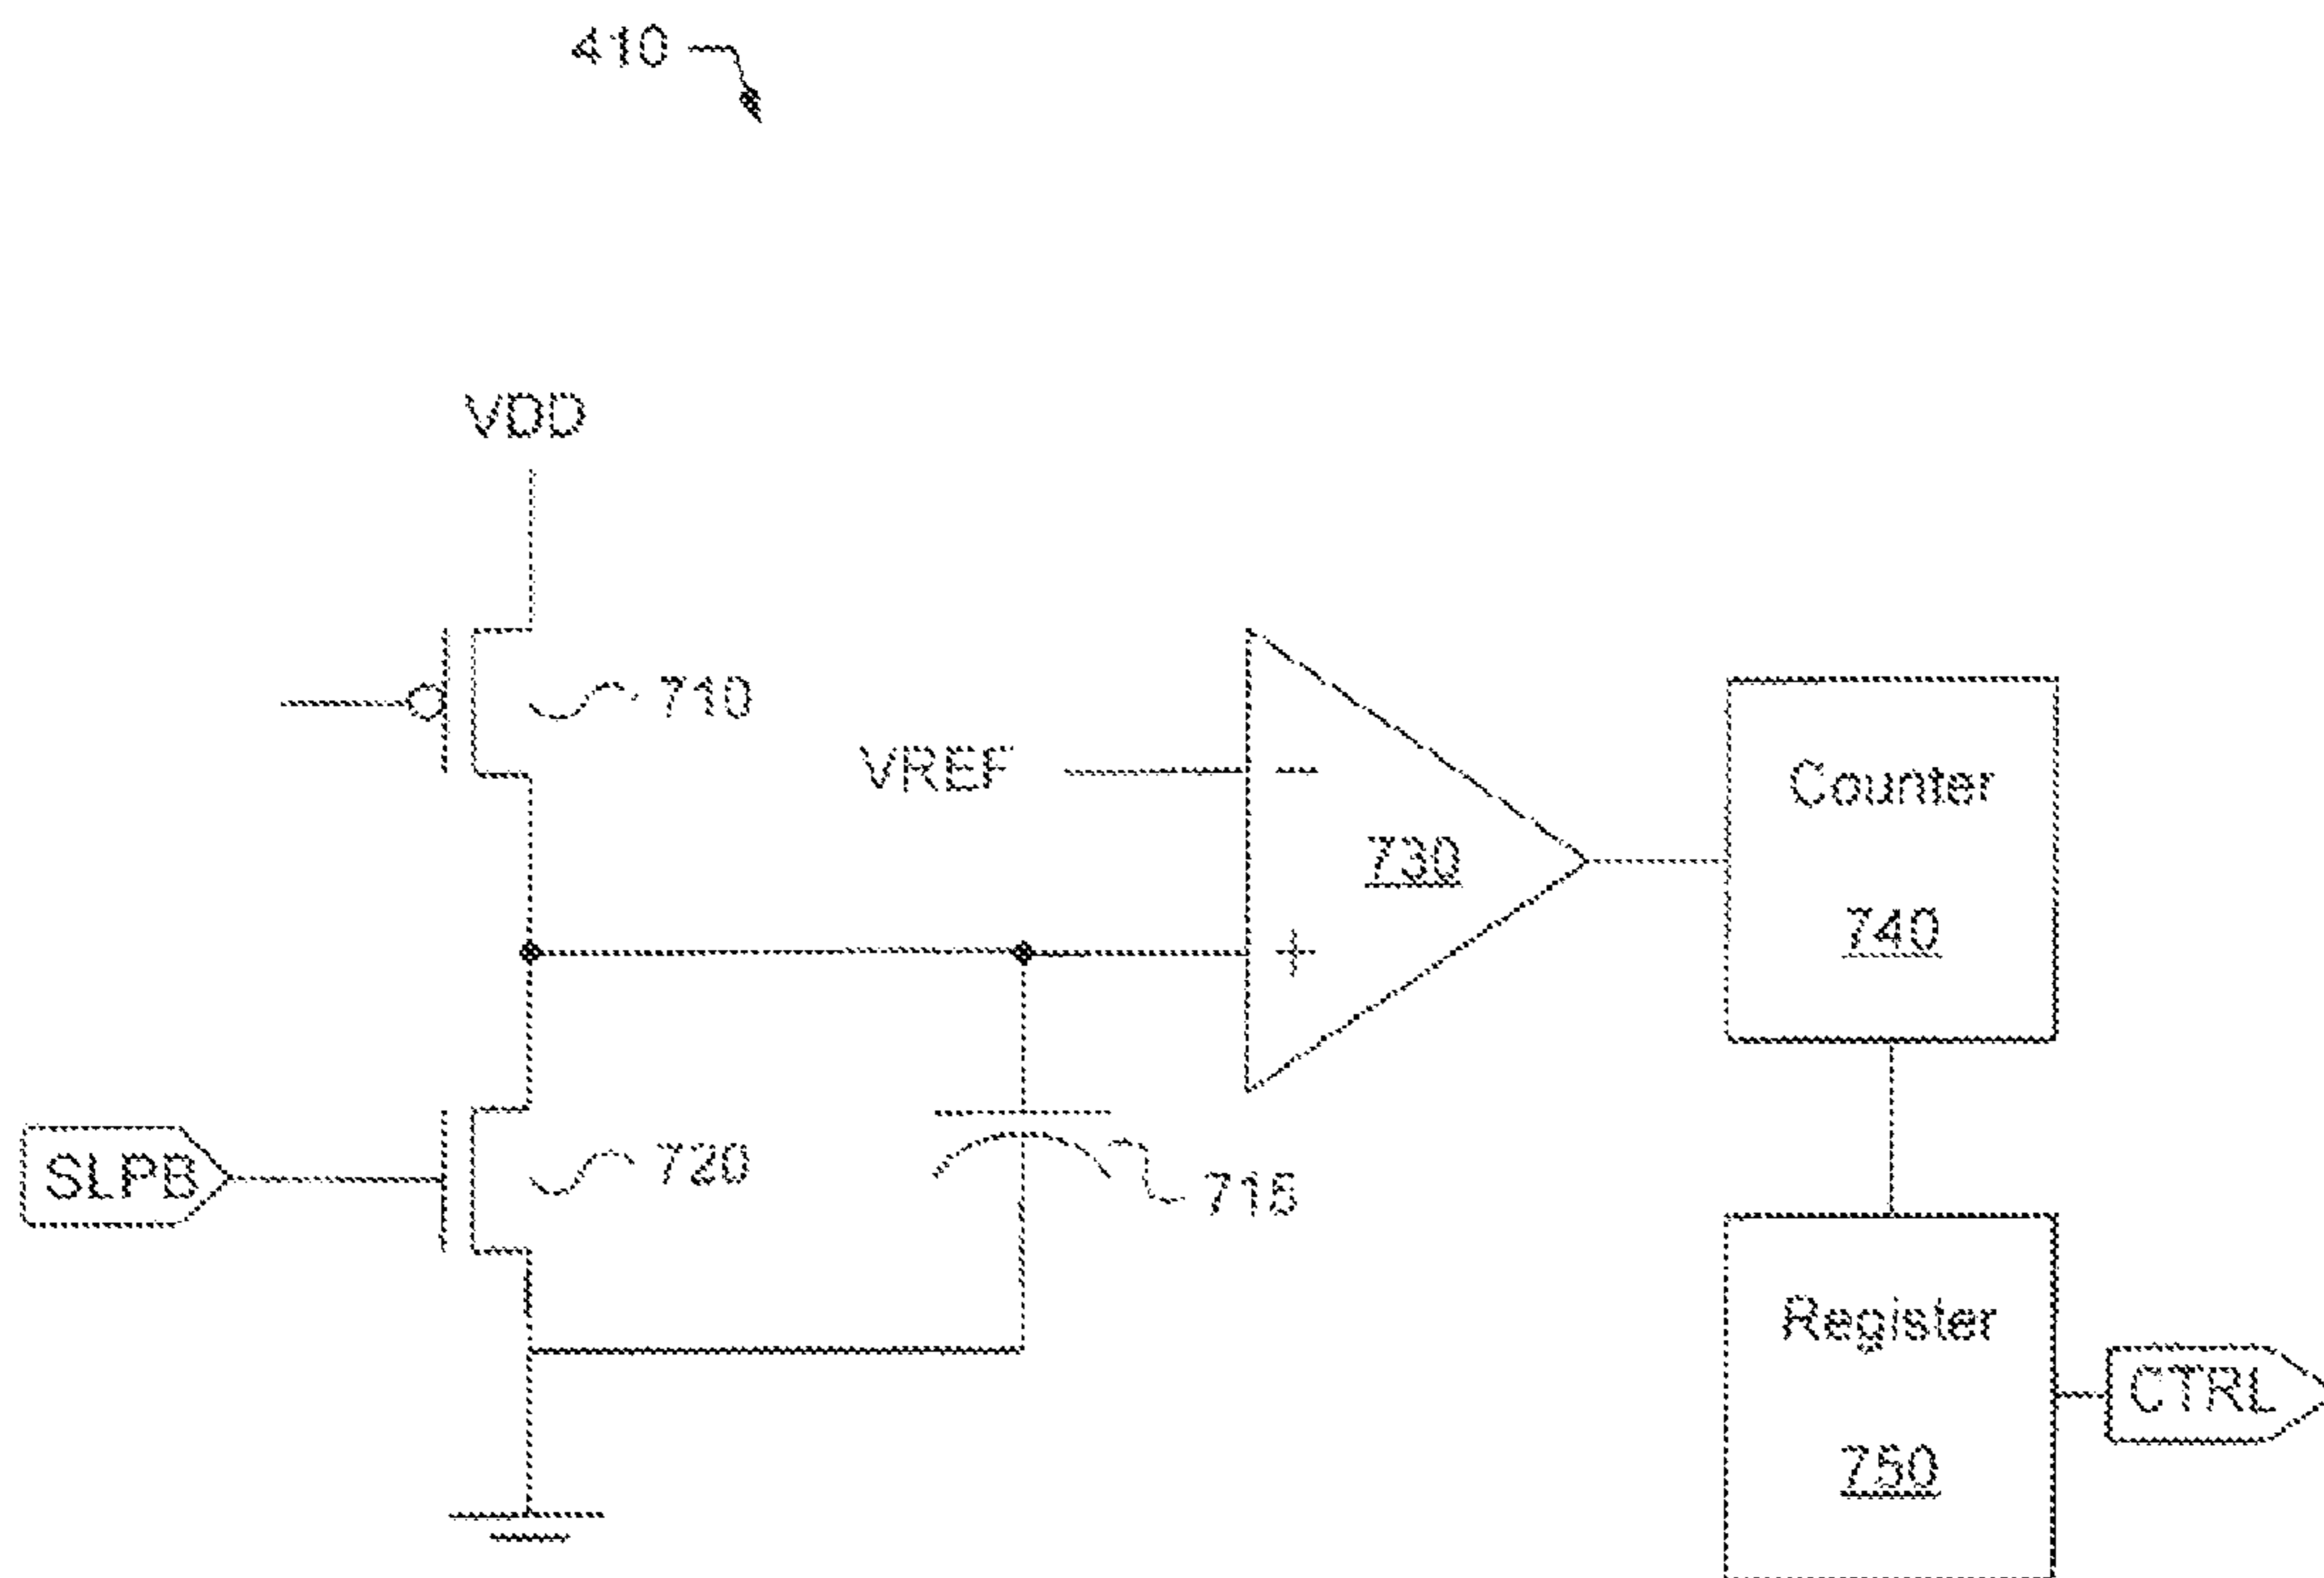 410
VDD
710
VREF
-
730
+
Counter
740
SLPB
720
715
Register
750
CTRL